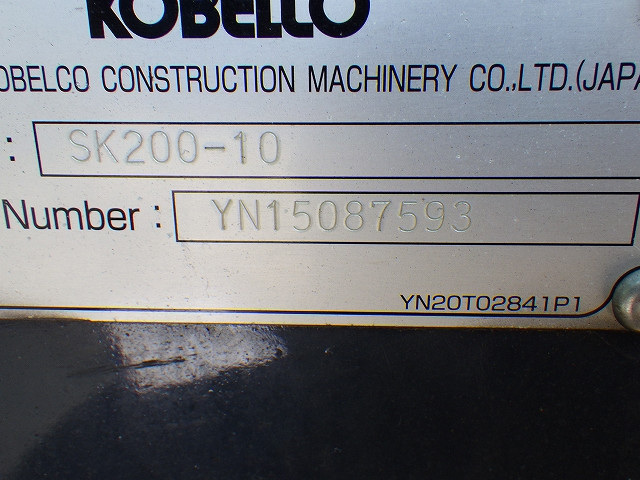 KOBELCO
OBELCO CONSTRUCTION MACHINERY CO.,LTD.(JAPA
: SK200-10
Number: YN15087593
YN20T02841P1